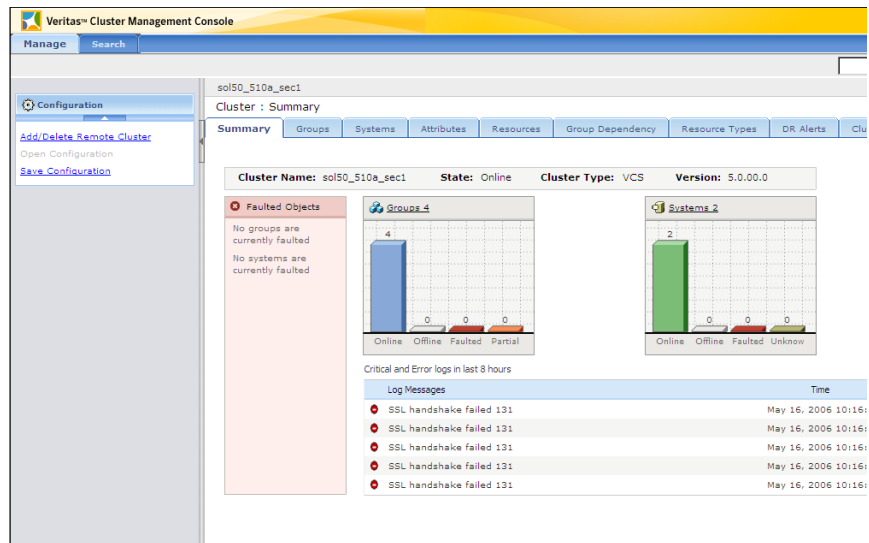 Veritas™ Cluster Management Console
Manage Search
sol50_510a_sec1
Configuration
Cluster : Summary
Add/Delete Remote Cluster
Open Configuration
Save Configuration
Summary Groups Systems Attributes Resources Group Dependency Resource Types DR Alerts Clu
Cluster Name: sol50_510a_sec1 State: Online Cluster Type: VCS Version: 5.0.00.0
Faulted Objects
No groups are
currently faulted
No systems are
currently faulted
Groups 4
4
0 0 0
Online Offline Faulted Partial
Systems 2
2
0 0 0
Online Offline Faulted Unknow
Critical and Error logs in last 8 hours
Log Messages Time
SSL handshake failed 131 May 16, 2006 10:16:
SSL handshake failed 131 May 16, 2006 10:16:
SSL handshake failed 131 May 16, 2006 10:16:
SSL handshake failed 131 May 16, 2006 10:16:
SSL handshake failed 131 May 16, 2006 10:16: